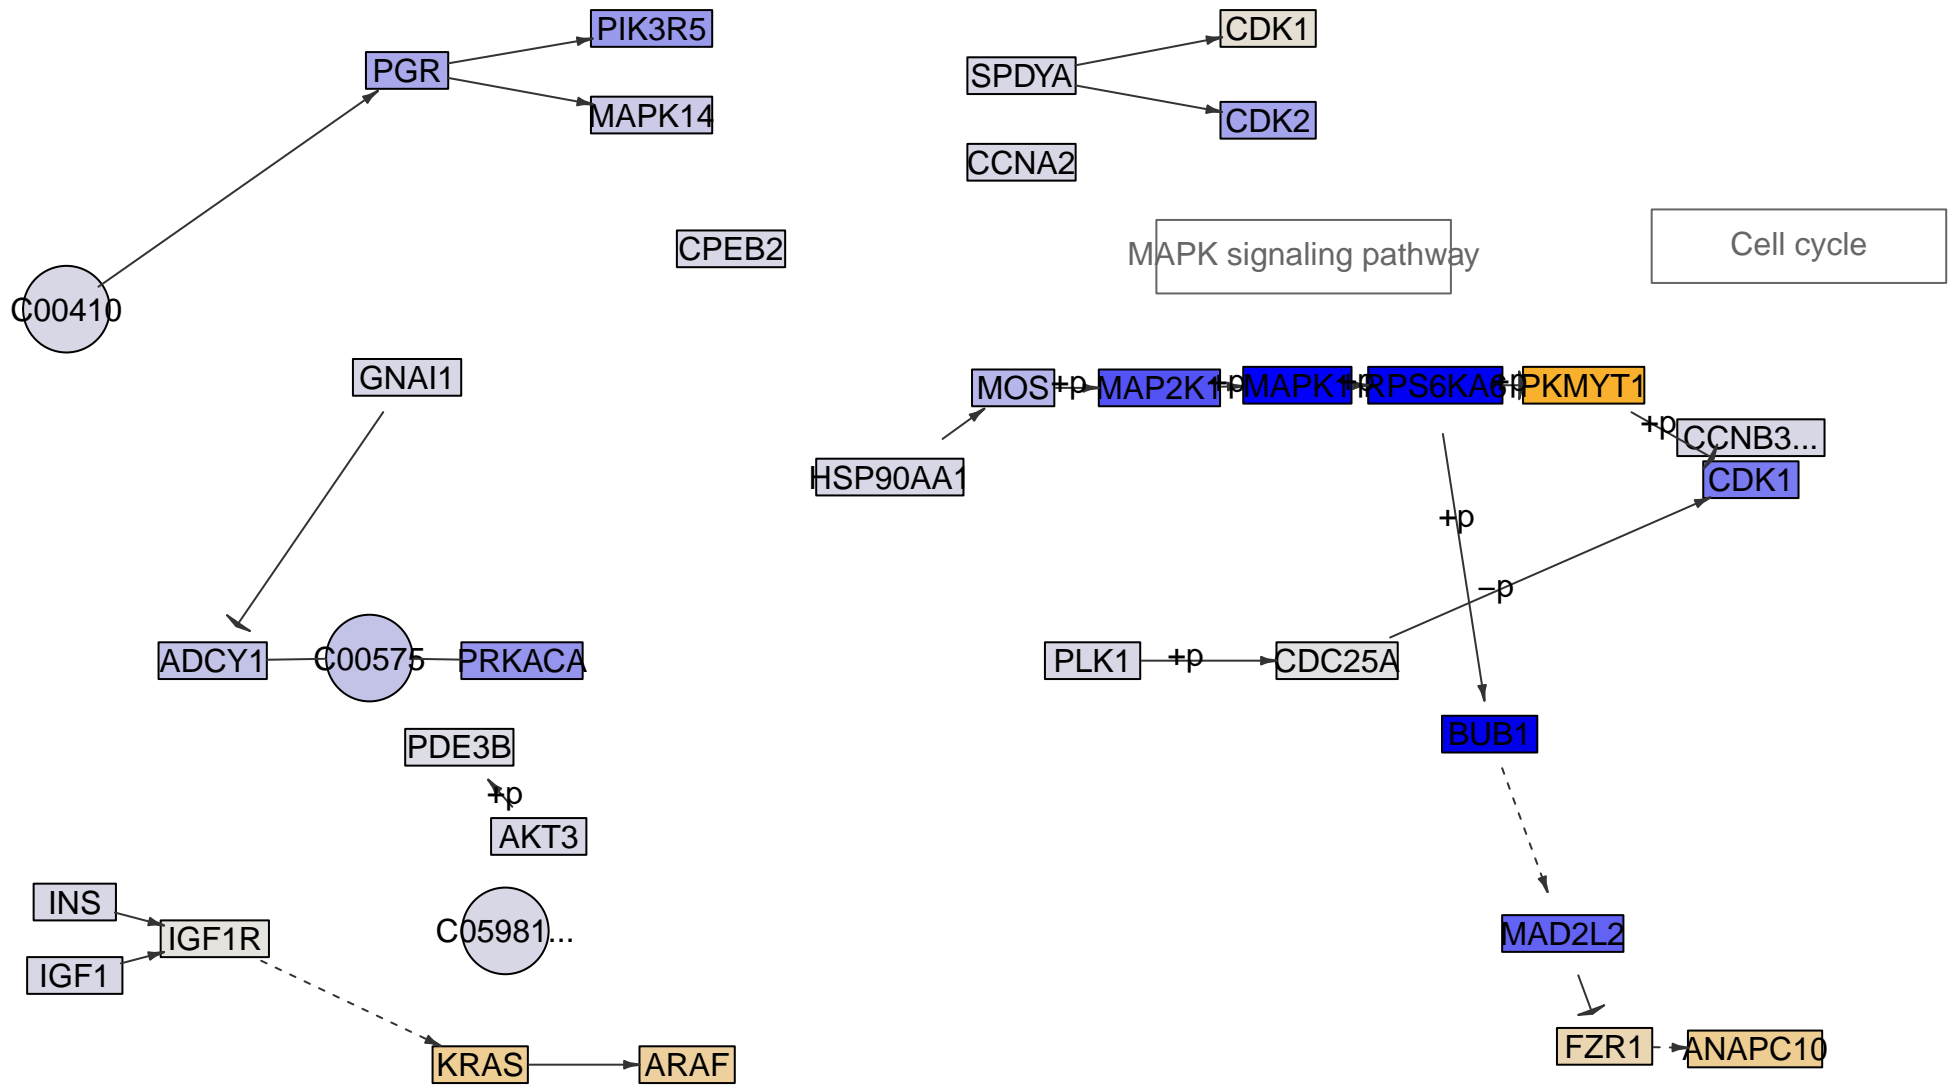 PIK3R5
CDK1
PGR
SPDYA
MAPK14
CDK2
CCNA2
CPEB2
MAPK signaling pathway
Cell cycle
C00410
GNAI1
MOS
+p
MAP2K1
+p
MAPK1
+p
RPS6KA6
+p
PKMYT1
+p
CCNB3...
HSP90AA1
CDK1
+p
−p
ADCY1
C00575
PRKACA
PLK1
+p
CDC25A
BUB1
PDE3B
+p
AKT3
INS
IGF1R
C05981...
MAD2L2
IGF1
KRAS
ARAF
FZR1
ANAPC10